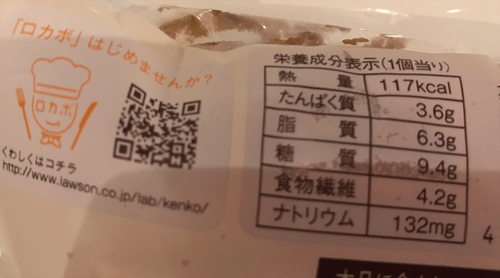 「ロカボ」はじめませんか?
ロカボ
くわしくはコチラ
http://www.lawson.co.jp/lab/kenko/
栄養成分表示(1個当り)
熱 量 117kcal
たんぱく質 3.6g
脂 質 6.3g
糖 質 9.4g
食物繊維 4.2g
ナトリウム 132mg
4